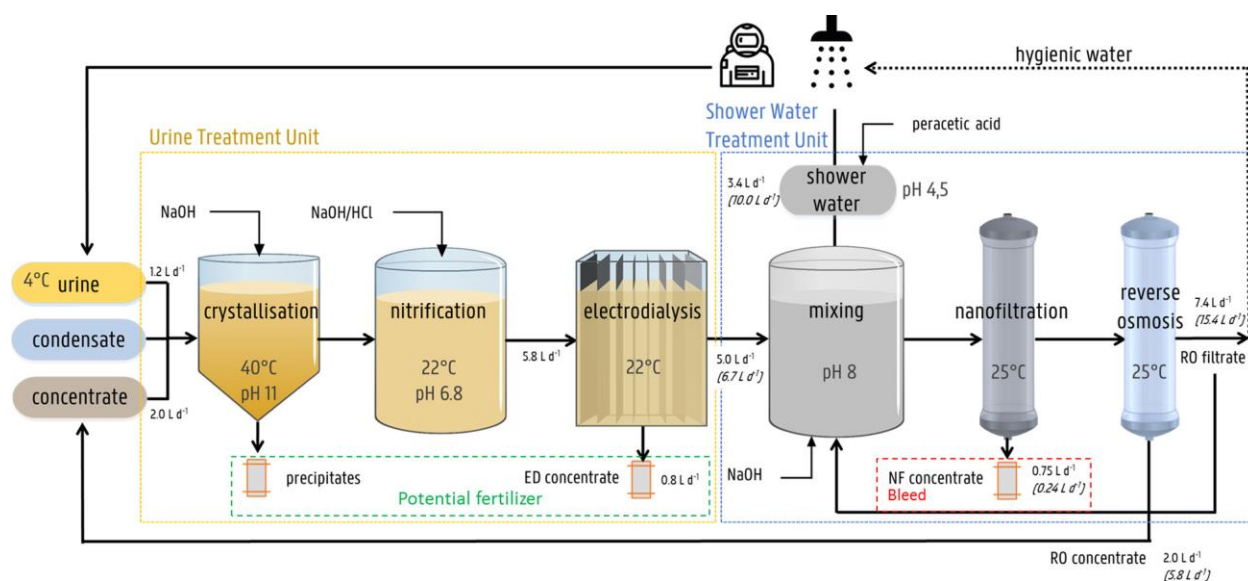 hygienic water
Shower Water
Treatment Unit
Urine Treatment Unit
peracetic acid
3.4 L d⁻¹
[10.0 L d⁻¹]
shower
water
pH 4,5
NaOH
NaOH/HCl
4°C urine
1.2 L d⁻¹
condensate
concentrate
2.0 L d⁻¹
crystallisation
40°C
pH 11
nitrification
22°C
pH 6.8
5.8 L d⁻¹
electrodialysis
22°C
5.0 L d⁻¹
[6.7 L d⁻¹]
mixing
pH 8
nanofiltration
25°C
reverse
osmosis
25°C
7.4 L d⁻¹
[15.4 L d⁻¹]
RO filtrate
precipitates
ED concentrate
0.8 L d⁻¹
Potential fertilizer
NaOH
NF concentrate
Bleed
0.75 L d⁻¹
[0.24 L d⁻¹]
RO concentrate
2.0 L d⁻¹
[5.8 L d⁻¹]